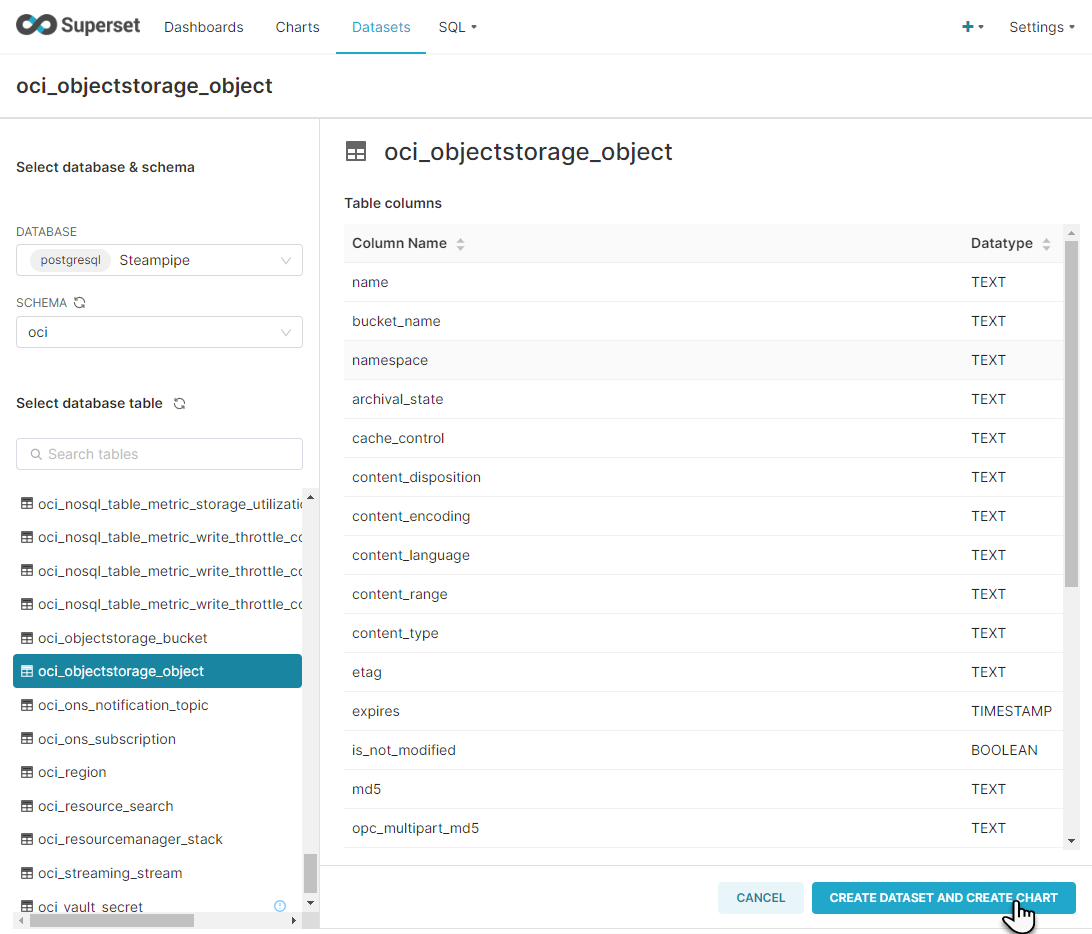 Superset Dashboards Charts Datasets SQL Settings
oci_objectstorage_object
Select database & schema
DATABASE
postgresql Steampipe
SCHEMA
oci
Select database table
Search tables
oci_nosql_table_metric_storage_utilizatio
oci_nosql_table_metric_write_throttle_co
oci_nosql_table_metric_write_throttle_co
oci_nosql_table_metric_write_throttle_co
oci_objectstorage_bucket
oci_objectstorage_object
oci_ons_notification_topic
oci_ons_subscription
oci_region
oci_resource_search
oci_resourcemanager_stack
oci_streaming_stream
oci_vault_secret
oci_objectstorage_object
Table columns
Column Name Datatype
name TEXT
bucket_name TEXT
namespace TEXT
archival_state TEXT
cache_control TEXT
content_disposition TEXT
content_encoding TEXT
content_language TEXT
content_range TEXT
content_type TEXT
etag TEXT
expires TIMESTAMP
is_not_modified BOOLEAN
md5 TEXT
opc_multipart_md5 TEXT
CANCEL CREATE DATASET AND CREATE CHART